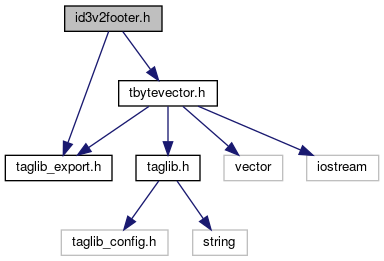 id3v2footer.h
tbytevector.h
taglib_export.h
taglib.h
vector
iostream
taglib_config.h
string